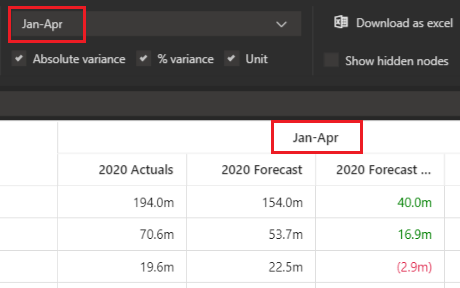 Jan-Apr
Download as excel
Absolute variance % variance Unit
Show hidden nodes
Jan-Apr
2020 Actuals 2020 Forecast 2020 Forecast ...
194.0m 154.0m 40.0m
70.6m 53.7m 16.9m
19.6m 22.5m (2.9m)